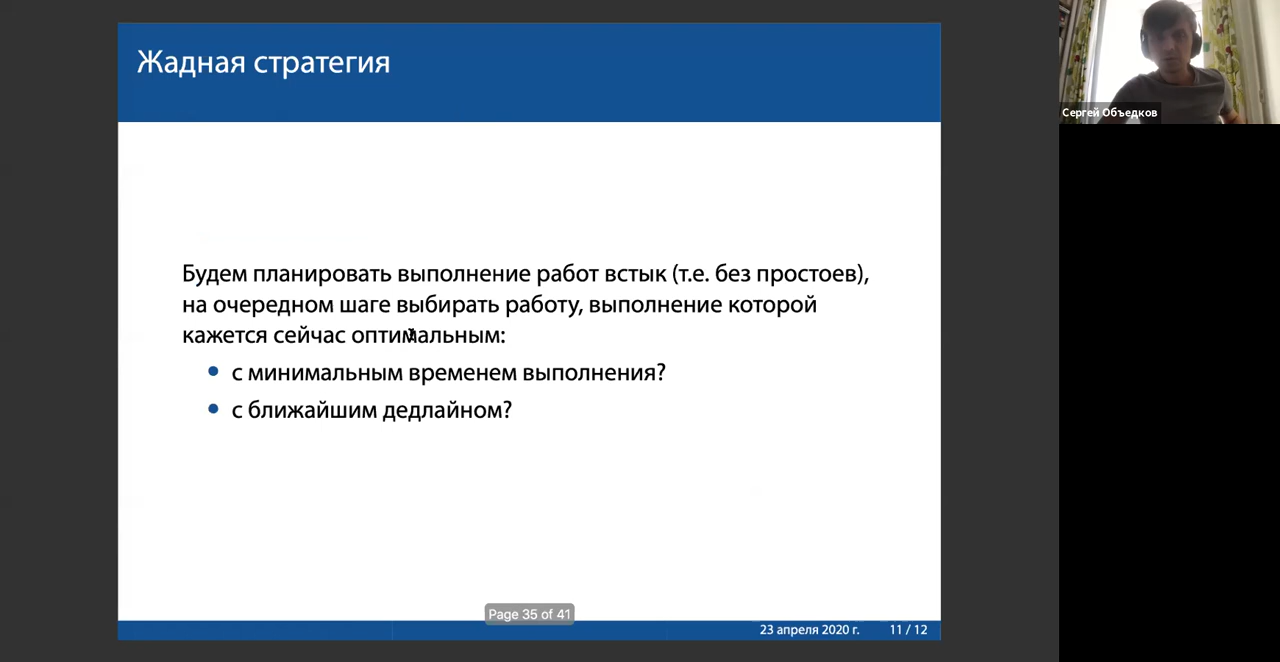 Жадная стратегия
Сергей Объедков
Будем планировать выполнение работ встык (т.е. без простоев),
на очередном шаге выбирать работу, выполнение которой
кажется сейчас оптимальным:
с минимальным временем выполнения?
с ближайшим дедлайном?
Page 35 of 41
23 апреля 2020 г.
11 / 12